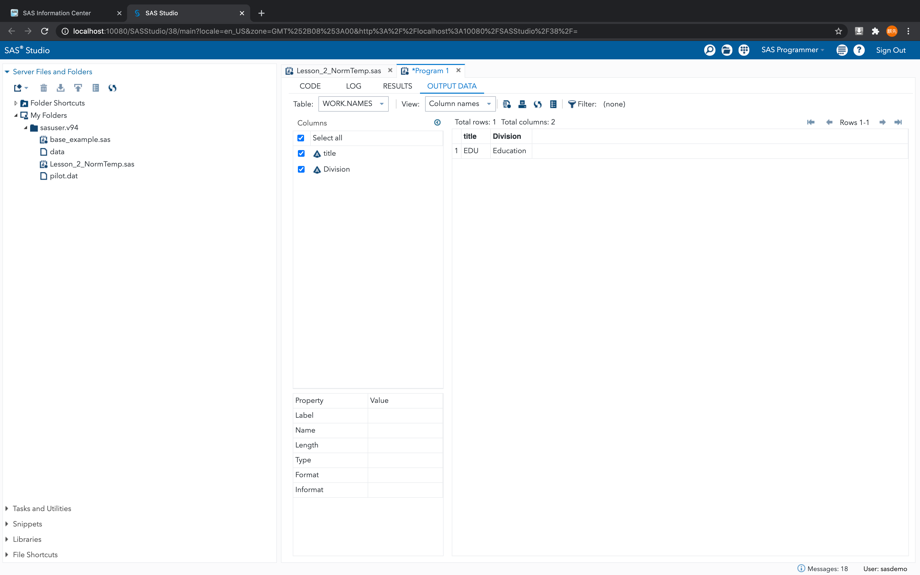 SAS Information Center
SAS Studio
localhost:10080/SASStudio/38/main?locale=en_US&zone=GMT%252B08%253A00&http%3A%2F%2Flocalhost%3A10080%2FSASStudio%2F38%2F=
SAS® Studio
SAS Programmer
Sign Out
Server Files and Folders
Folder Shortcuts
My Folders
sasuser.v94
base_example.sas
data
Lesson_2_NormTemp.sas
pilot.dat
Tasks and Utilities
Snippets
Libraries
File Shortcuts
Lesson_2_NormTemp.sas
*Program 1
CODE LOG RESULTS OUTPUT DATA
Table: WORK.NAMES View: Column names Filter: (none)
Columns
Select all
title
Division
Property Value
Label
Name
Length
Type
Format
Informat
Total rows: 1 Total columns: 2 Rows 1-1
title Division
1 EDU Education
Messages: 18 User: sasdemo